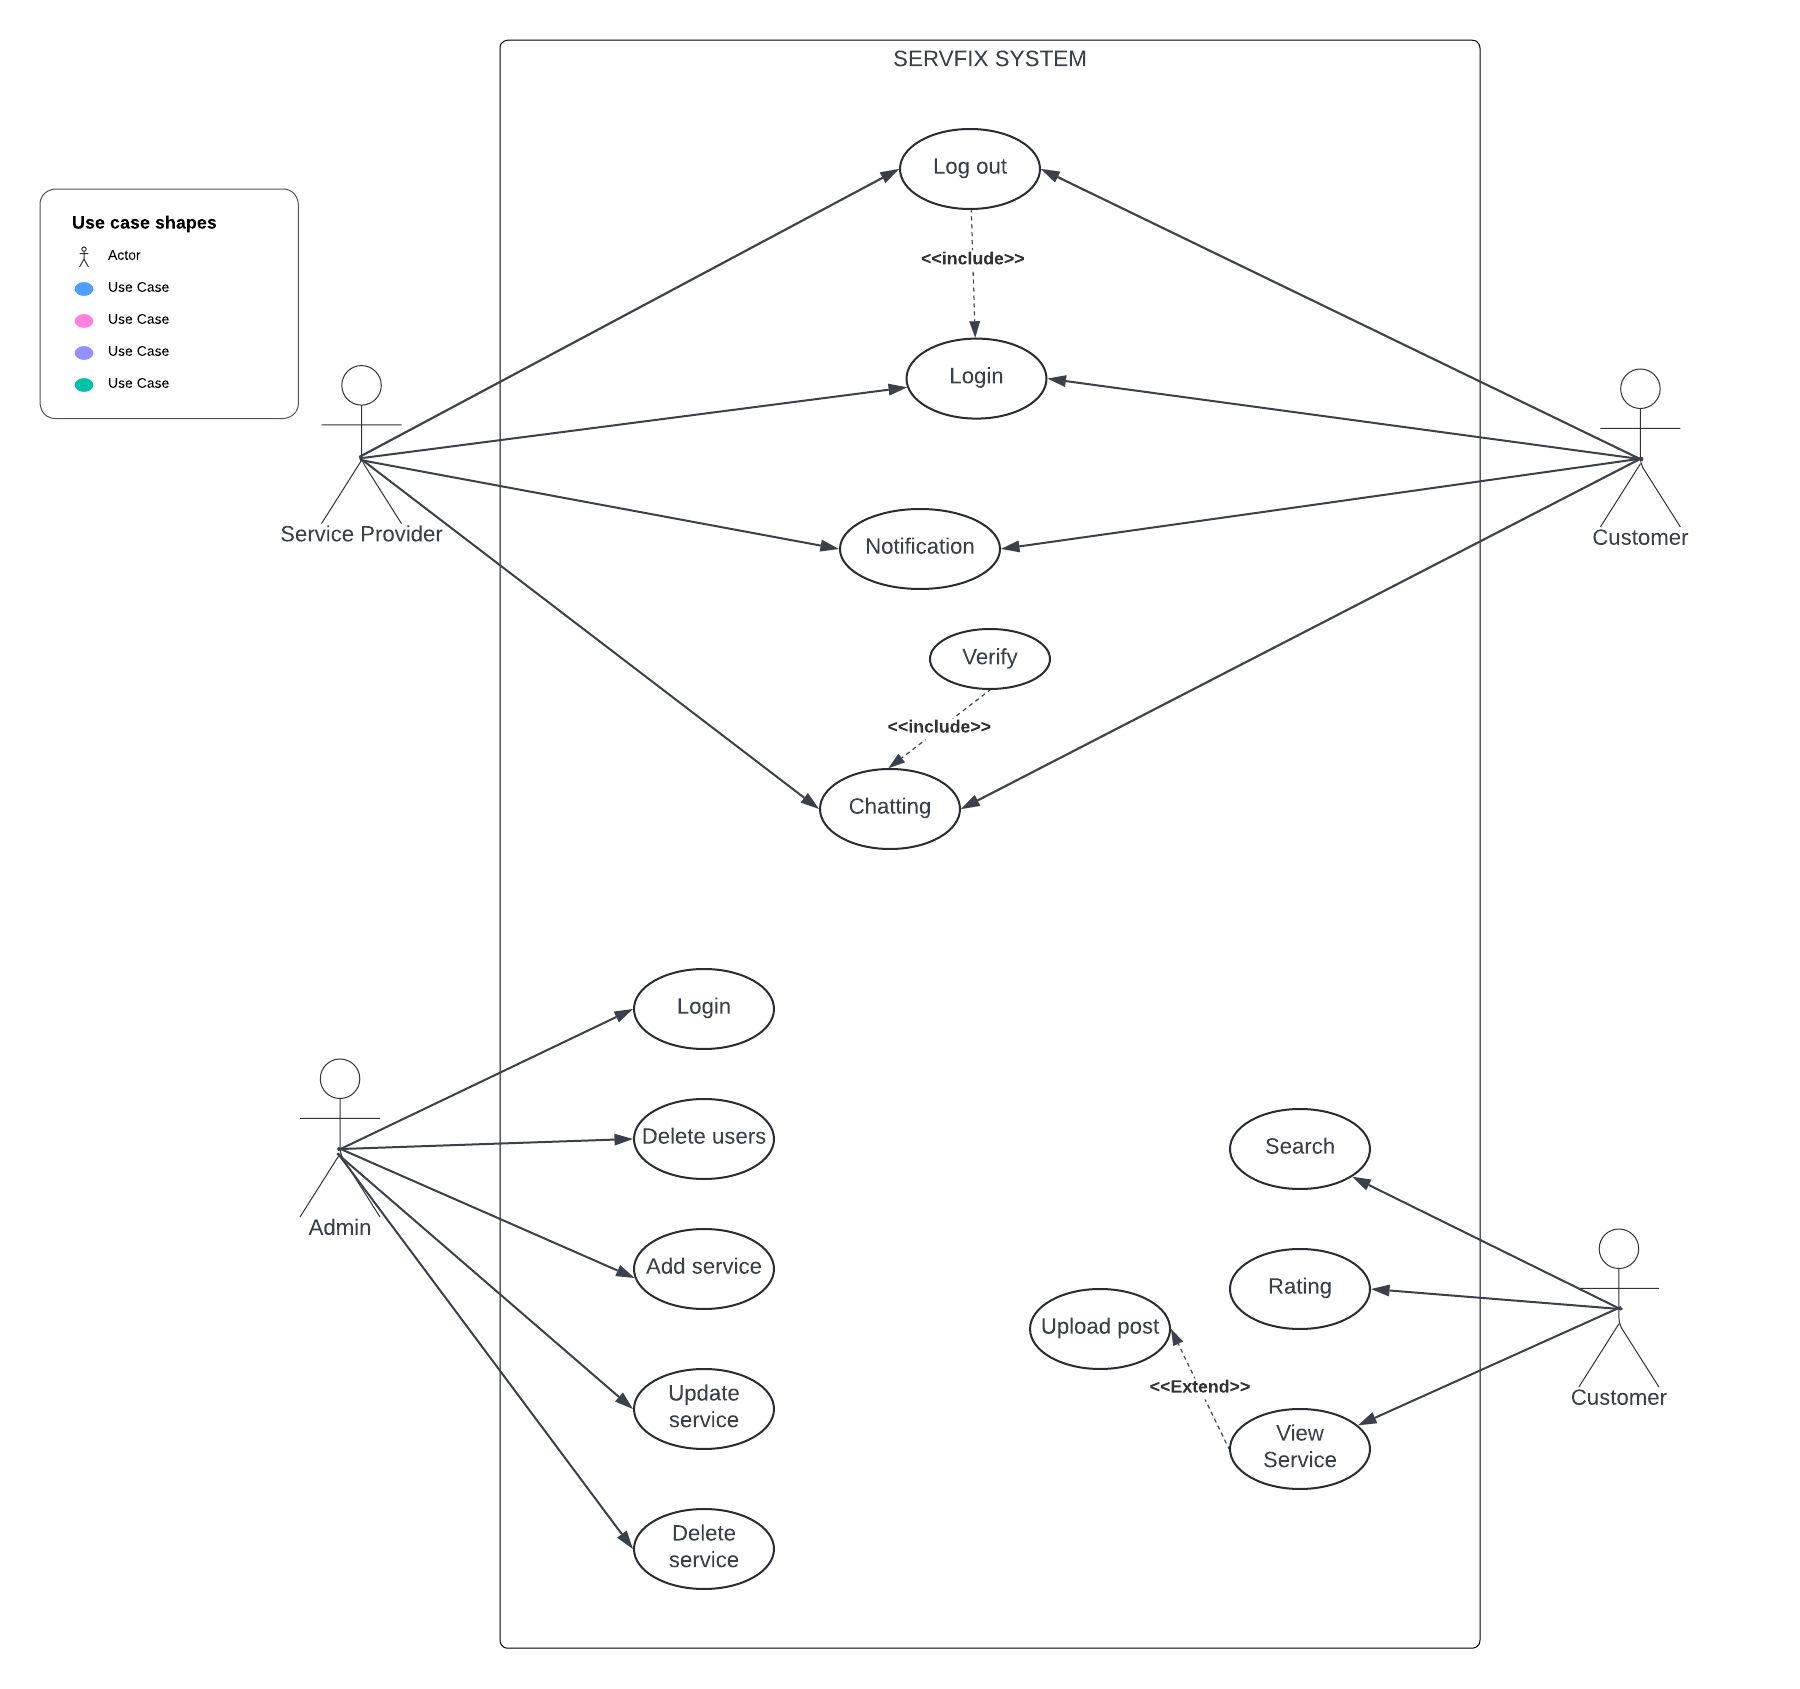 SERVFIX SYSTEM
Log out
Use case shapes
Actor
<<include>>
Use Case
Use Case
Use Case
Login
Use Case
Service Provider
Customer
Notification
Verify
<<include>>
Chatting
Login
Delete users
Search
Admin
Add service
Rating
Upload post
<<Extend>>
Update
service
Customer
View
Service
Delete
service